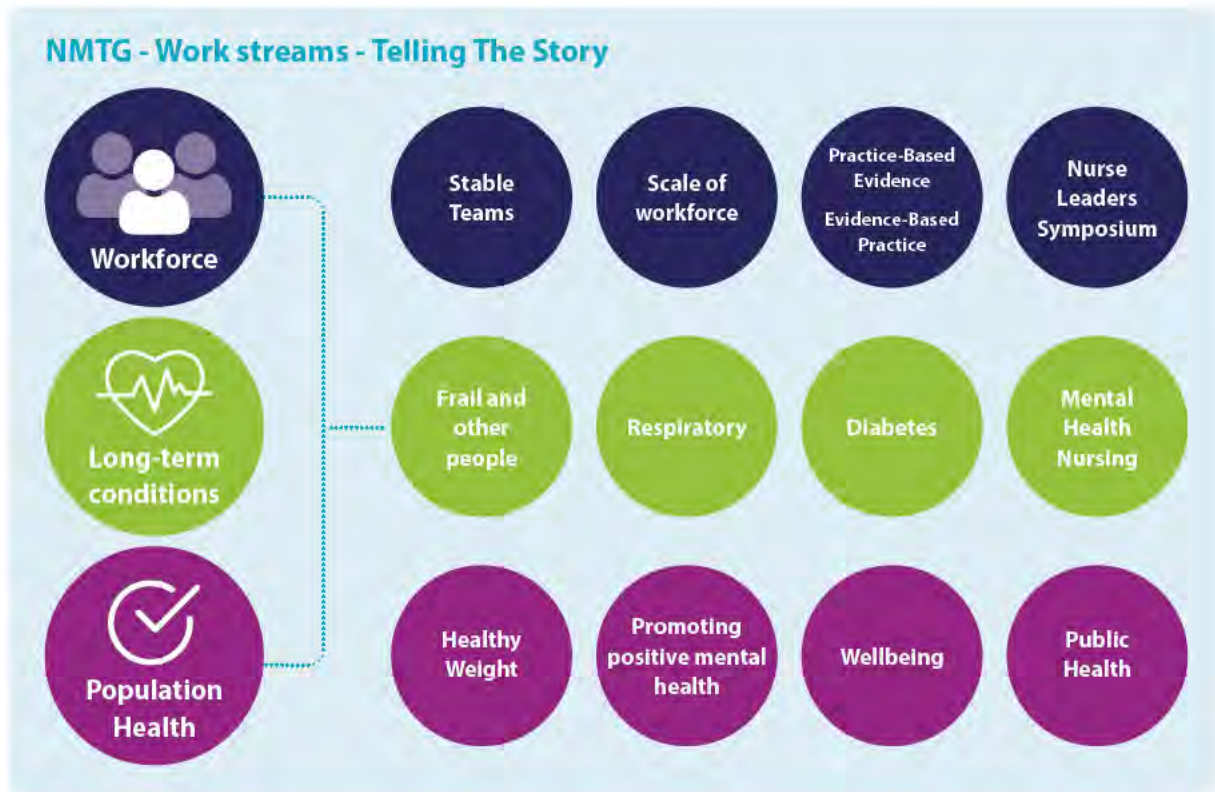 NMTG - Work streams - Telling The Story
Workforce
Stable
Teams
Scale of
workforce
Practice-Based
Evidence
Evidence-Based
Practice
Nurse
Leaders
Symposium
Long-term
conditions
Frail and
other
people
Respiratory
Diabetes
Mental
Health
Nursing
Population
Health
Healthy
Weight
Promoting
positive mental
health
Wellbeing
Public
Health